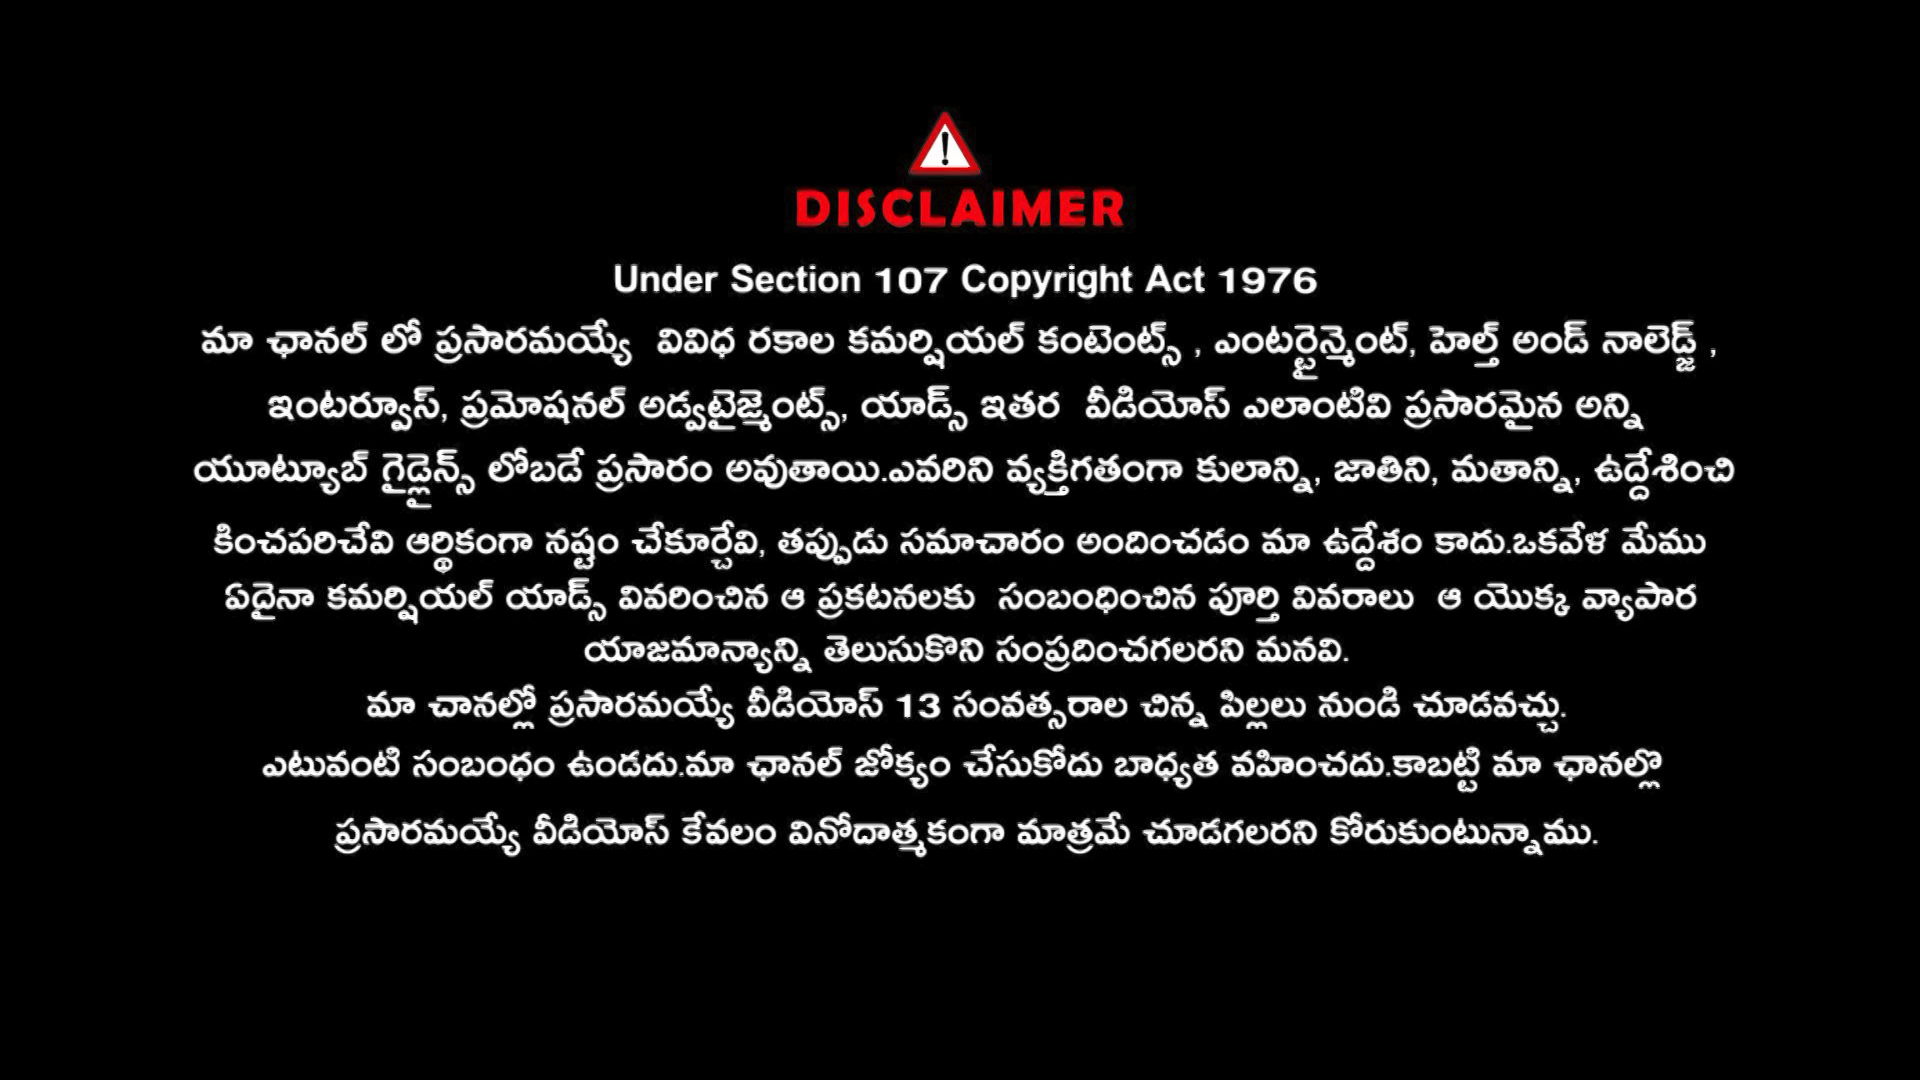 DISCLAIMER
Under Section 107 Copyright Act 1976
మా ఛానల్ లో ప్రసారమయ్యే వివిధ రకాల కమర్షియల్ కంటెంట్స్ , ఎంటర్టైన్మెంట్, హెల్త్ అండ్ నాలెడ్జ్ ,
ఇంటర్వూస్, ప్రమోషనల్ అడ్వటైజ్మెంట్స్, యాడ్స్ ఇతర వీడియోస్ ఎలాంటివి ప్రసారమైన అన్ని
యూట్యూబ్ గైడ్లైన్స్ లోబడే ప్రసారం అవుతాయి.ఎవరిని వ్యక్తిగతంగా కులాన్ని, జాతిని, మతాన్ని, ఉద్దేశించి
కించపరిచేవి ఆర్థికంగా నష్టం చేకూర్చేవి, తప్పుడు సమాచారం అందించడం మా ఉద్దేశం కాదు.ఒకవేళ మేము
ఏదైనా కమర్షియల్ యాడ్స్ వివరించిన ఆ ప్రకటనలకు సంబంధించిన పూర్తి వివరాలు ఆ యొక్క వ్యాపార
యాజమాన్యాన్ని తెలుసుకొని సంప్రదించగలరని మనవి.
మా చానల్లో ప్రసారమయ్యే వీడియోస్ 13 సంవత్సరాల చిన్న పిల్లలు నుండి చూడవచ్చు.
ఎటువంటి సంబంధం ఉండదు.మా ఛానల్ జోక్యం చేసుకోదు బాధ్యత వహించదు.కాబట్టి మా ఛానల్లొ
ప్రసారమయ్యే వీడియోస్ కేవలం వినోదాత్మకంగా మాత్రమే చూడగలరని కోరుకుంటున్నాము.